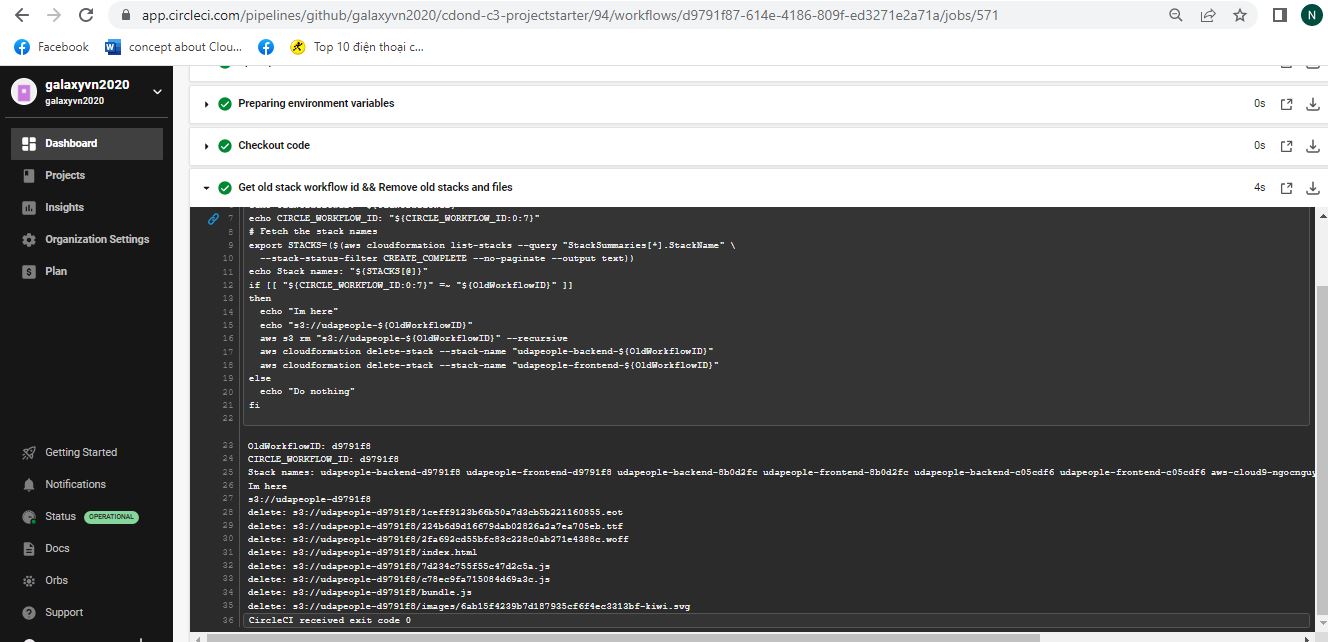 app.circleci.com/pipelines/github/galaxyvn2020/cdond-c3-projectstarter/94/workflows/d9791f87-614e-4186-809f-ed3271e2a71a/jobs/571
N
Facebook
concept about Clou...
Top 10 điện thoại c...
galaxyvn2020
galaxyvn2020
Dashboard
Projects
Insights
Organization Settings
Plan
Getting Started
Notifications
Status OPERATIONAL
Docs
Orbs
Support
Preparing environment variables 0s
Checkout code 0s
Get old stack workflow id && Remove old stacks and files 4s
7 echo CIRCLE_WORKFLOW_ID: "${CIRCLE_WORKFLOW_ID:0:7}"
8 # Fetch the stack names
9 export STACKS=($(aws cloudformation list-stacks --query "StackSummaries[*].StackName" \
10 --stack-status-filter CREATE_COMPLETE --no-paginate --output text))
11 echo Stack names: "${STACKS[@]}"
12 if [[ "${CIRCLE_WORKFLOW_ID:0:7}" =~ "${OldWorkflowID}" ]]
13 then
14 echo "Im here"
15 echo "s3://udapeople-${OldWorkflowID}"
16 aws s3 rm "s3://udapeople-${OldWorkflowID}" --recursive
17 aws cloudformation delete-stack --stack-name "udapeople-backend-${OldWorkflowID}"
18 aws cloudformation delete-stack --stack-name "udapeople-frontend-${OldWorkflowID}"
19 else
20 echo "Do nothing"
21 fi
22
23 OldWorkflowID: d9791f8
24 CIRCLE_WORKFLOW_ID: d9791f8
25 Stack names: udapeople-backend-d9791f8 udapeople-frontend-d9791f8 udapeople-backend-8b0d2fc udapeople-frontend-8b0d2fc udapeople-backend-c05cdf6 udapeople-frontend-c05cdf6 aws-cloud9-ngocnguy
26 Im here
27 s3://udapeople-d9791f8
28 delete: s3://udapeople-d9791f8/1ceff9123b66b50a7d3cb5b221160855.eot
29 delete: s3://udapeople-d9791f8/224b6d9d16679dab02826a2a7ea705eb.ttf
30 delete: s3://udapeople-d9791f8/2fa692cd55bfc83c228c0ab271e4388c.woff
31 delete: s3://udapeople-d9791f8/index.html
32 delete: s3://udapeople-d9791f8/7d234c755f55c47d2c5a.js
33 delete: s3://udapeople-d9791f8/c78ec9fa715084d69a3c.js
34 delete: s3://udapeople-d9791f8/bundle.js
35 delete: s3://udapeople-d9791f8/images/6ab15f4239b7d187935cf6f4ec3313bf-kiwi.svg
36 CircleCI received exit code 0